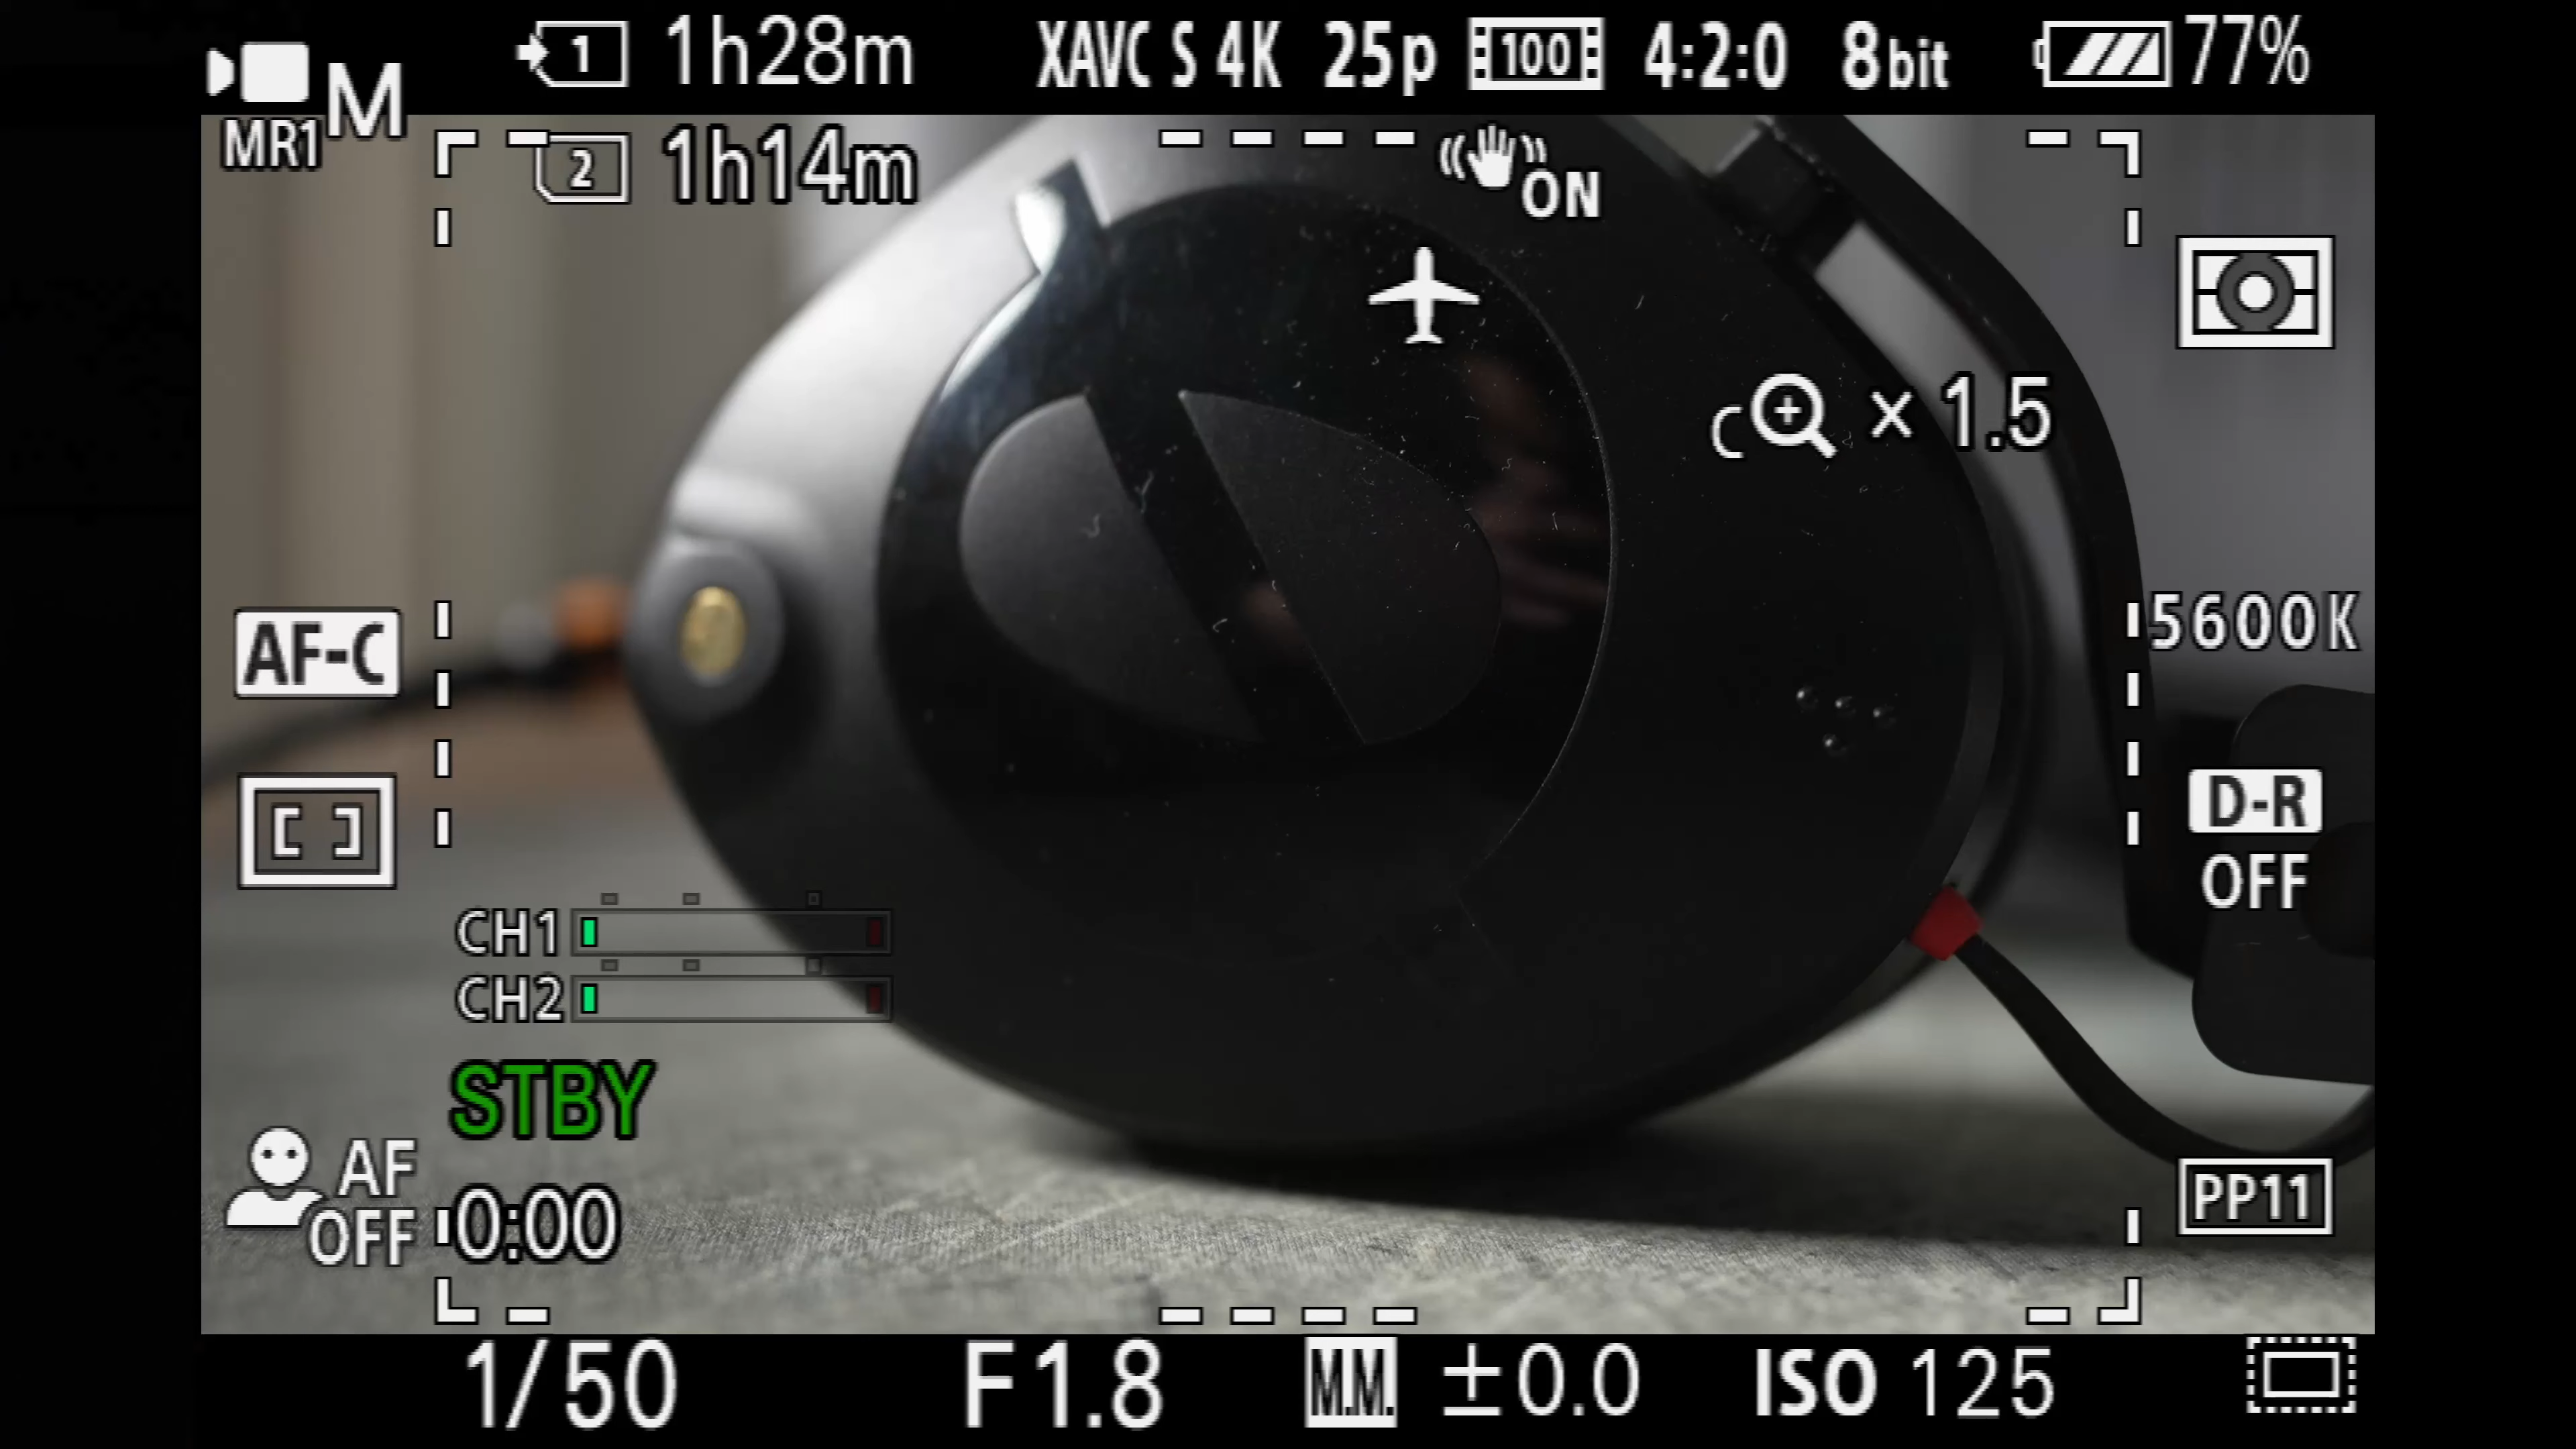 M 1 1h28m XAVC S 4K 25p 100 4:2:0 8bit 77%
MR1 2 1h14m ON
× 1.5
AF-C 5600K
D-R
OFF
CH1
CH2
STBY
AF
OFF 0:00 PP11
1/50 F1.8 M.M. ±0.0 ISO 125